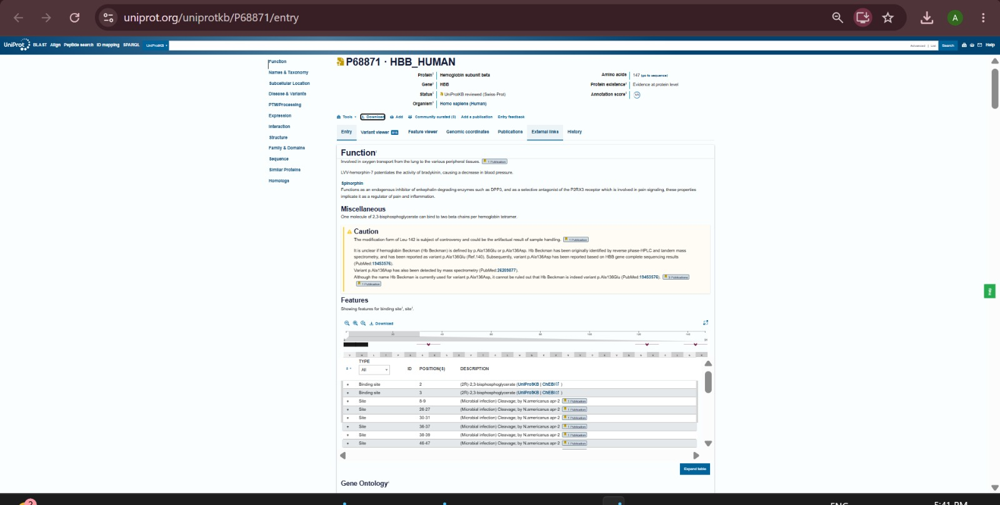 uniprot.org/uniprotkb/P68871/entry
A
UniProt BLAST Align Peptide search ID mapping SPARQL UniProtKB Advanced | List Search Help
Function
Names & Taxonomy
Subcellular Location
Disease & Variants
PTM/Processing
Expression
Interaction
Structure
Family & Domains
Sequence
Similar Proteins
Homologs
P68871 · HBB_HUMAN
Protein Hemoglobin subunit beta
Gene HBB
Status UniProtKB reviewed (Swiss-Prot)
Organism Homo sapiens (Human)
Amino acids 147 (go to sequence)
Protein existence Evidence at protein level
Annotation score 5/5
Tools Download Add Community curated (3) Add a publication Entry feedback
Entry Variant viewer Feature viewer Genomic coordinates Publications External links History
Function
Involved in oxygen transport from the lung to the various peripheral tissues. 1 Publication
LVV-hemorphin-7 potentiates the activity of bradykinin, causing a decrease in blood pressure.
Spinorphin
Functions as an endogenous inhibitor of enkephalin-degrading enzymes such as DPP3, and as a selective antagonist of the P2RX3 receptor which is involved in pain signaling, these properties
implicate it as a regulator of pain and inflammation.
Miscellaneous
One molecule of 2,3-bisphosphoglycerate can bind to two beta chains per hemoglobin tetramer.
Caution
The modification form of Leu-142 is subject of controversy and could be the artifactual result of sample handling. 1 Publication
It is unclear if hemoglobin Beckman (Hb Beckman) is defined by p.Ala136Glu or p.Ala136Asp. Hb Beckman has been originally identified by reverse phase-HPLC and tandem mass
spectrometry, and has been reported as variant p.Ala136Glu (Ref.140). Subsequently, variant p.Ala136Asp has been reported based on HBB gene complete sequencing results
(PubMed:19453576).
Variant p.Ala136Asp has also been detected by mass spectrometry (PubMed:26209877).
Although the name Hb Beckman is currently used for variant p.Ala136Asp, it cannot be ruled out that Hb Beckman is indeed variant p.Ala136Glu (PubMed:19453576). 3 Publications
1 Publication
Features
Showing features for binding site, site.
Download
20 40 60 80 100 120 140
Help
TYPE
All ID POSITION(S) DESCRIPTION
+ Binding site 2 (2R)-2,3-bisphosphoglycerate (UniProtKB | ChEBI )
+ Binding site 3 (2R)-2,3-bisphosphoglycerate (UniProtKB | ChEBI )
+ Site 8-9 (Microbial infection) Cleavage; by N.americanus apr-2 1 Publication
+ Site 26-27 (Microbial infection) Cleavage; by N.americanus apr-2 1 Publication
+ Site 30-31 (Microbial infection) Cleavage; by N.americanus apr-2 1 Publication
+ Site 36-37 (Microbial infection) Cleavage; by N.americanus apr-2 1 Publication
+ Site 38-39 (Microbial infection) Cleavage; by N.americanus apr-2 1 Publication
+ Site 46-47 (Microbial infection) Cleavage; by N.americanus apr-2 1 Publication
Expand table
Gene Ontology
2
ENG
5:41 PM